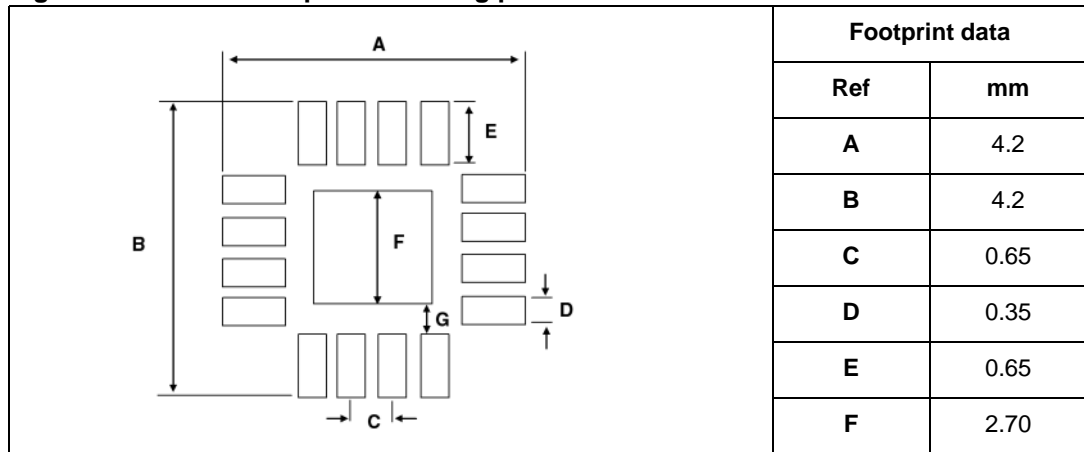 Footprint data
Ref mm
A 4.2
B 4.2
C 0.65
D 0.35
E 0.65
F 2.70
A
E
B
F
D
G
C